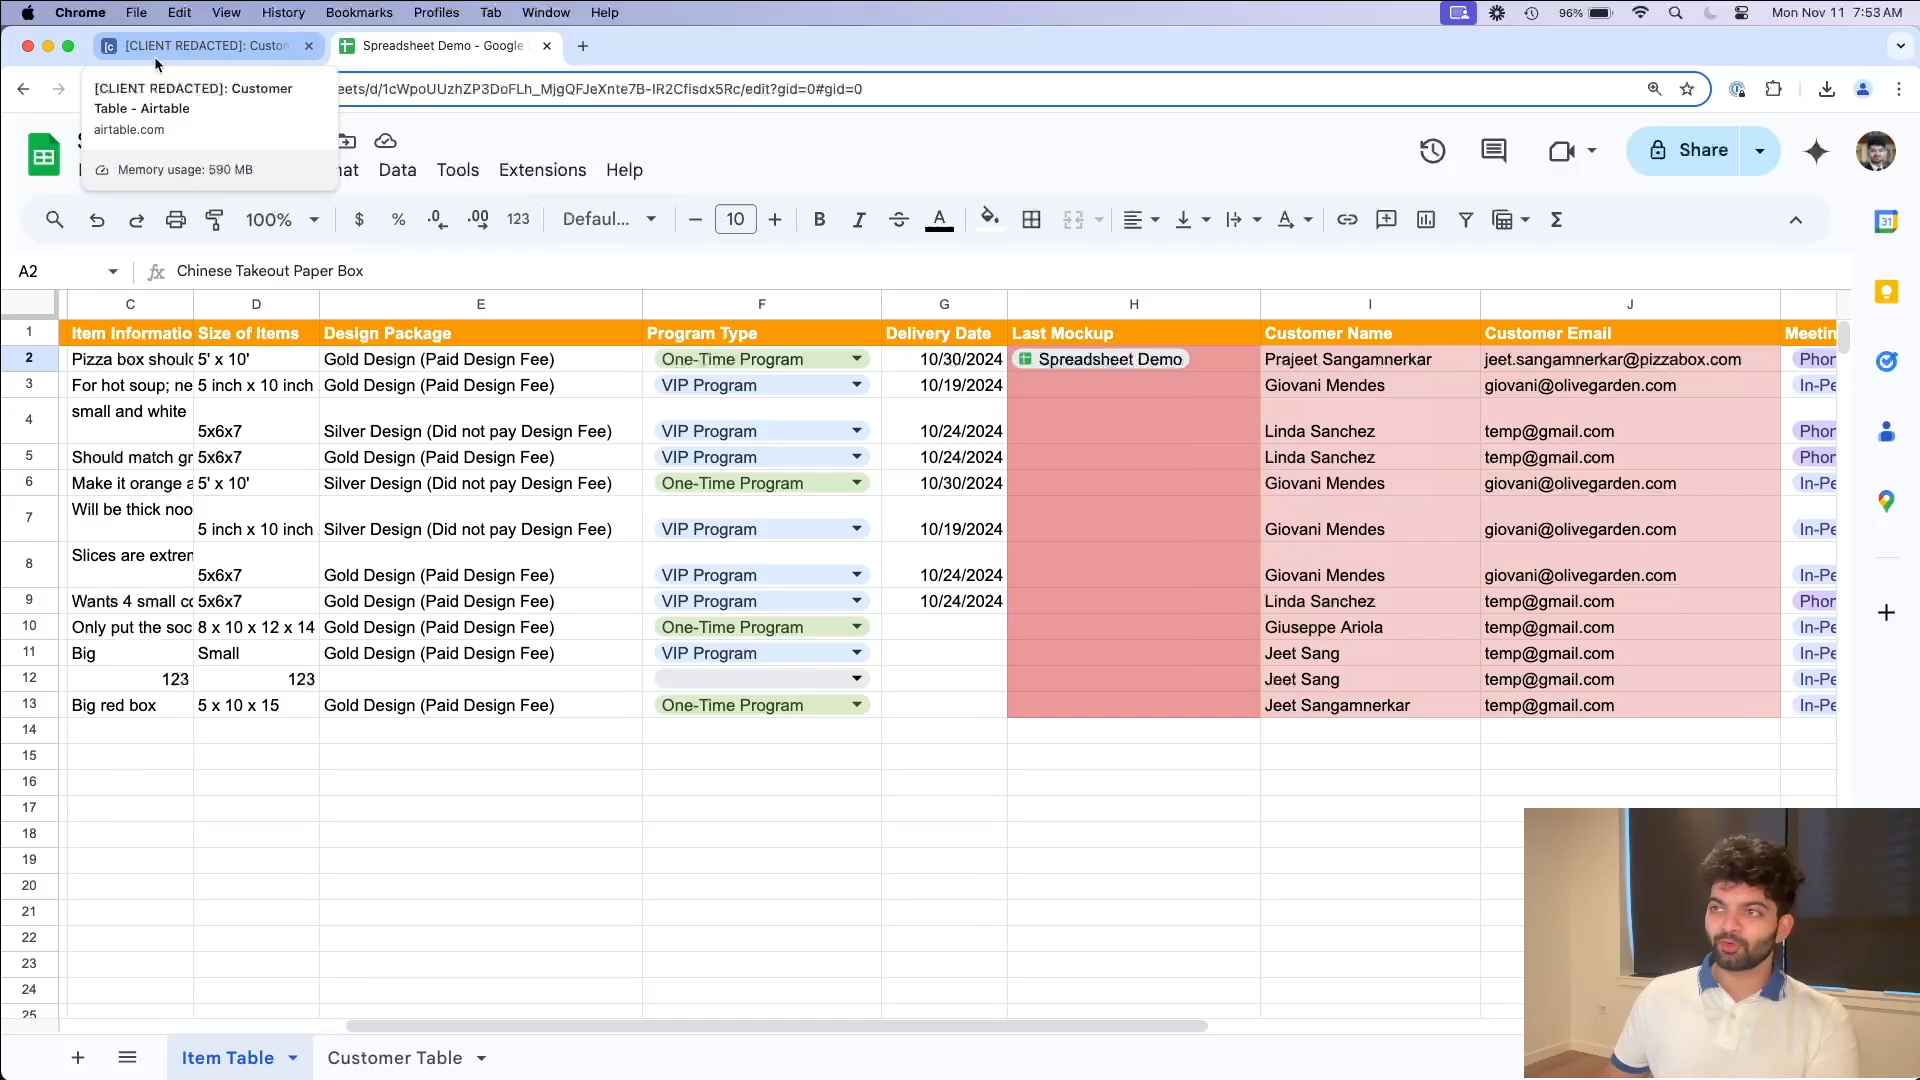 Chrome File Edit View History Bookmarks Profiles Tab Window Help 96% Mon Nov 11 7:53 AM
[CLIENT REDACTED]: Custon Spreadsheet Demo - Google
[CLIENT REDACTED]: Customer
Table - Airtable
airtable.com
Memory usage: 590 MB
eets/d/1cWpoUUzhZP3DoFLh_MjgQFJeXnte7B-IR2Cfisdx5Rc/edit?gid=0#gid=0
Share
Data Tools Extensions Help
100% $ % .0 .00 123 Defaul... 10 B I A
31
A2 fx Chinese Takeout Paper Box
C D E F G H I J
1 Item Informatio Size of Items Design Package Program Type Delivery Date Last Mockup Customer Name Customer Email Meetin
2 Pizza box shoulc 5' x 10' Gold Design (Paid Design Fee) One-Time Program 10/30/2024 Spreadsheet Demo Prajeet Sangamnerkar jeet.sangamnerkar@pizzabox.com Phor
3 For hot soup; ne 5 inch x 10 inch Gold Design (Paid Design Fee) VIP Program 10/19/2024 Giovani Mendes giovani@olivegarden.com In-Pe
4 small and white 5x6x7 Silver Design (Did not pay Design Fee) VIP Program 10/24/2024 Linda Sanchez temp@gmail.com Phor
5 Should match gr 5x6x7 Gold Design (Paid Design Fee) VIP Program 10/24/2024 Linda Sanchez temp@gmail.com Phor
6 Make it orange a 5' x 10' Silver Design (Did not pay Design Fee) One-Time Program 10/30/2024 Giovani Mendes giovani@olivegarden.com In-Pe
7 Will be thick noo 5 inch x 10 inch Silver Design (Did not pay Design Fee) VIP Program 10/19/2024 Giovani Mendes giovani@olivegarden.com In-Pe
8 Slices are extren 5x6x7 Gold Design (Paid Design Fee) VIP Program 10/24/2024 Giovani Mendes giovani@olivegarden.com In-Pe
9 Wants 4 small cc 5x6x7 Gold Design (Paid Design Fee) VIP Program 10/24/2024 Linda Sanchez temp@gmail.com Phor
10 Only put the soc 8 x 10 x 12 x 14 Gold Design (Paid Design Fee) One-Time Program Giuseppe Ariola temp@gmail.com In-Pe
11 Big Small Gold Design (Paid Design Fee) VIP Program Jeet Sang temp@gmail.com In-Pe
12 123 123 Jeet Sang temp@gmail.com In-Pe
13 Big red box 5 x 10 x 15 Gold Design (Paid Design Fee) One-Time Program Jeet Sangamnerkar temp@gmail.com In-Pe
14
15
16
17
18
19
20
21
22
23
24
25
Item Table Customer Table